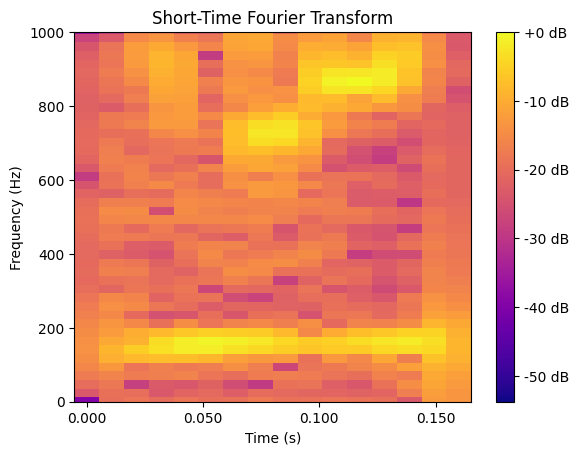 Short-Time Fourier Transform
1000
800
600
400
200
0
Frequency (Hz)
0.000
0.050
0.100
0.150
Time (s)
+0 dB
-10 dB
-20 dB
-30 dB
-40 dB
-50 dB